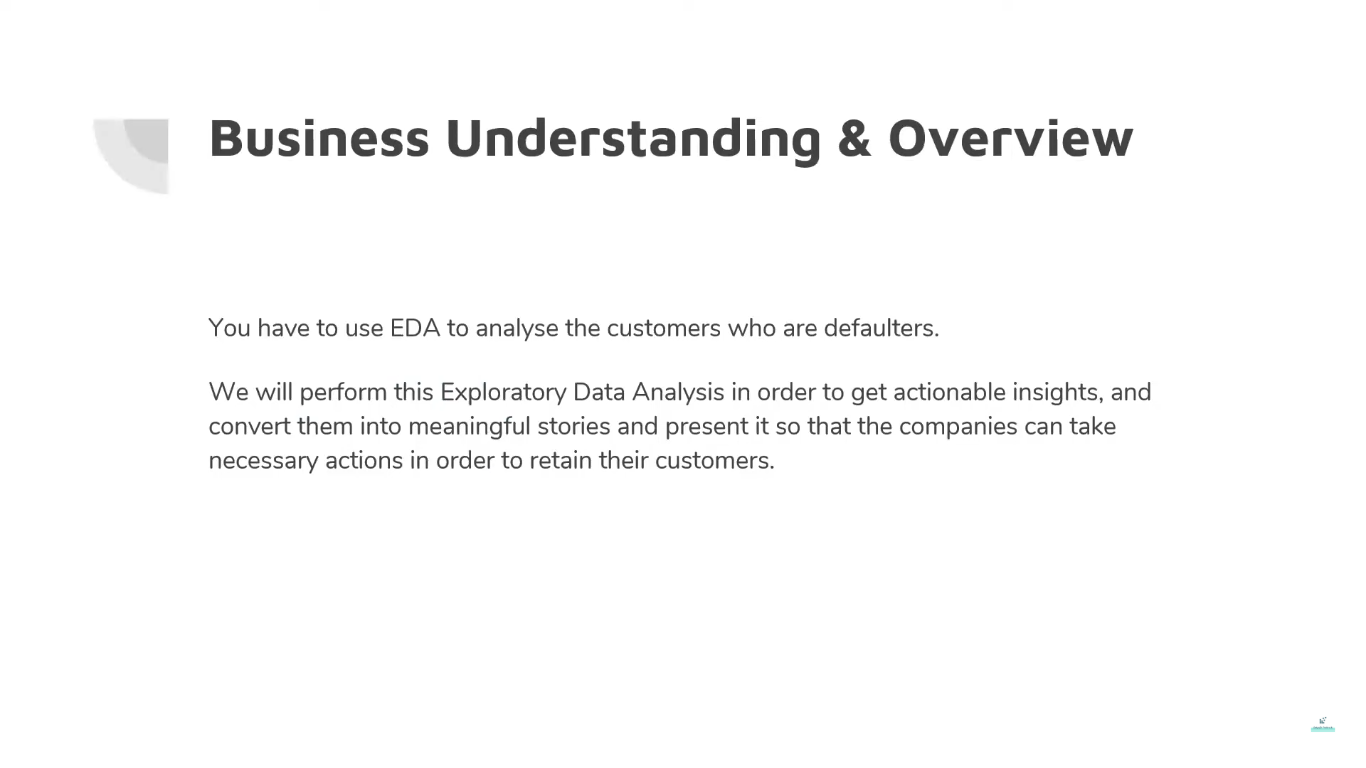 Business Understanding & Overview
You have to use EDA to analyse the customers who are defaulters.
We will perform this Exploratory Data Analysis in order to get actionable insights, and
convert them into meaningful stories and present it so that the companies can take
necessary actions in order to retain their customers.